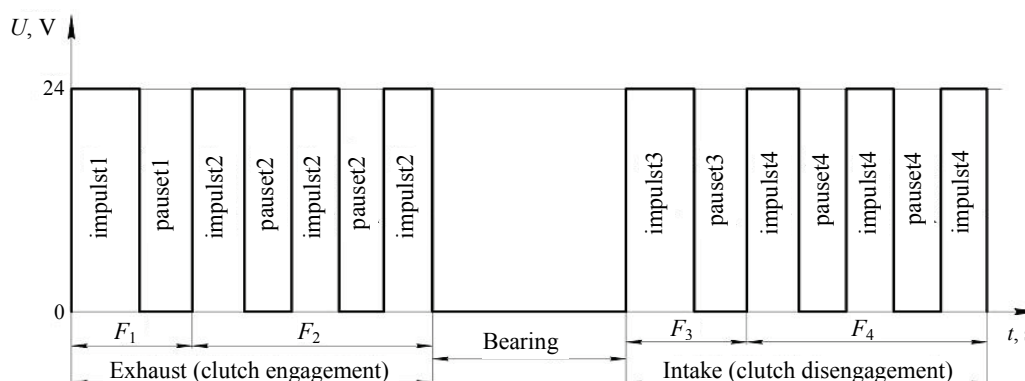 U, V
24
impulst1
pauset1
impulst2
pauset2
impulst2
pauset2
impulst2
impulst3
pauset3
impulst4
pauset4
impulst4
pauset4
impulst4
0
F1
F2
Bearing
F3
F4
t,
Exhaust (clutch engagement)
Intake (clutch disengagement)